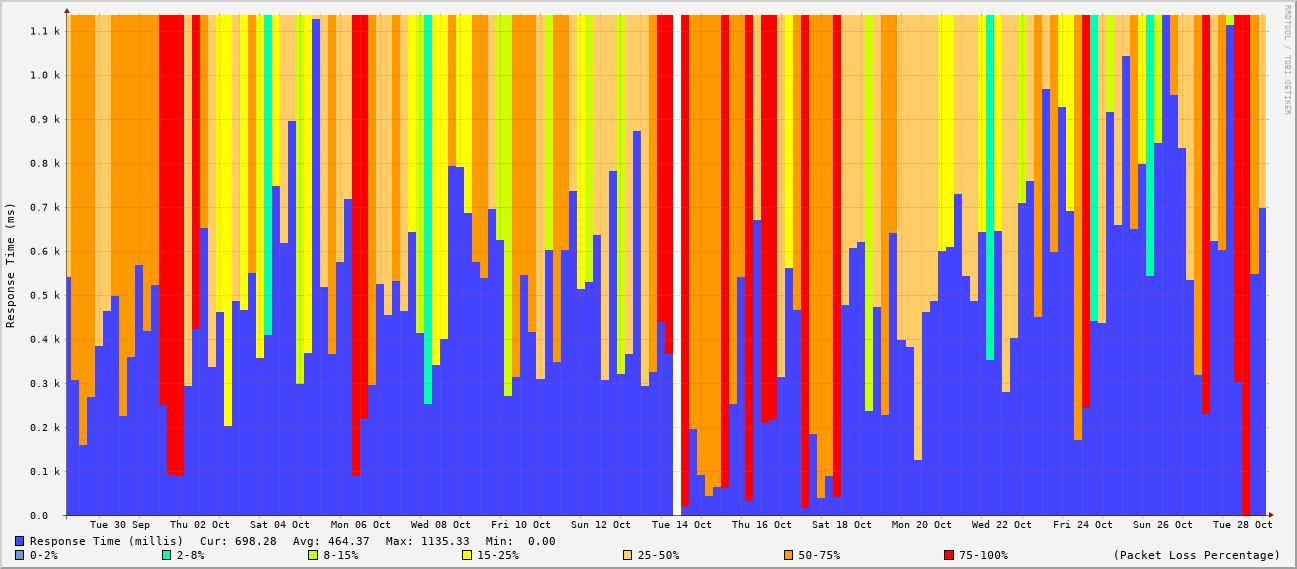 RRDTOOL / TOBI OETIKER
Response Time (ms)
1.1 k
1.0 k
0.9 k
0.8 k
0.7 k
0.6 k
0.5 k
0.4 k
0.3 k
0.2 k
0.1 k
0.0
Tue 30 Sep Thu 02 Oct Sat 04 Oct Mon 06 Oct Wed 08 Oct Fri 10 Oct Sun 12 Oct Tue 14 Oct Thu 16 Oct Sat 18 Oct Mon 20 Oct Wed 22 Oct Fri 24 Oct Sun 26 Oct Tue 28 Oct
Response Time (millis) Cur: 698.28 Avg: 464.37 Max: 1135.33 Min: 0.00
0-2% 2-8% 8-15% 15-25% 25-50% 50-75% 75-100% (Packet Loss Percentage)